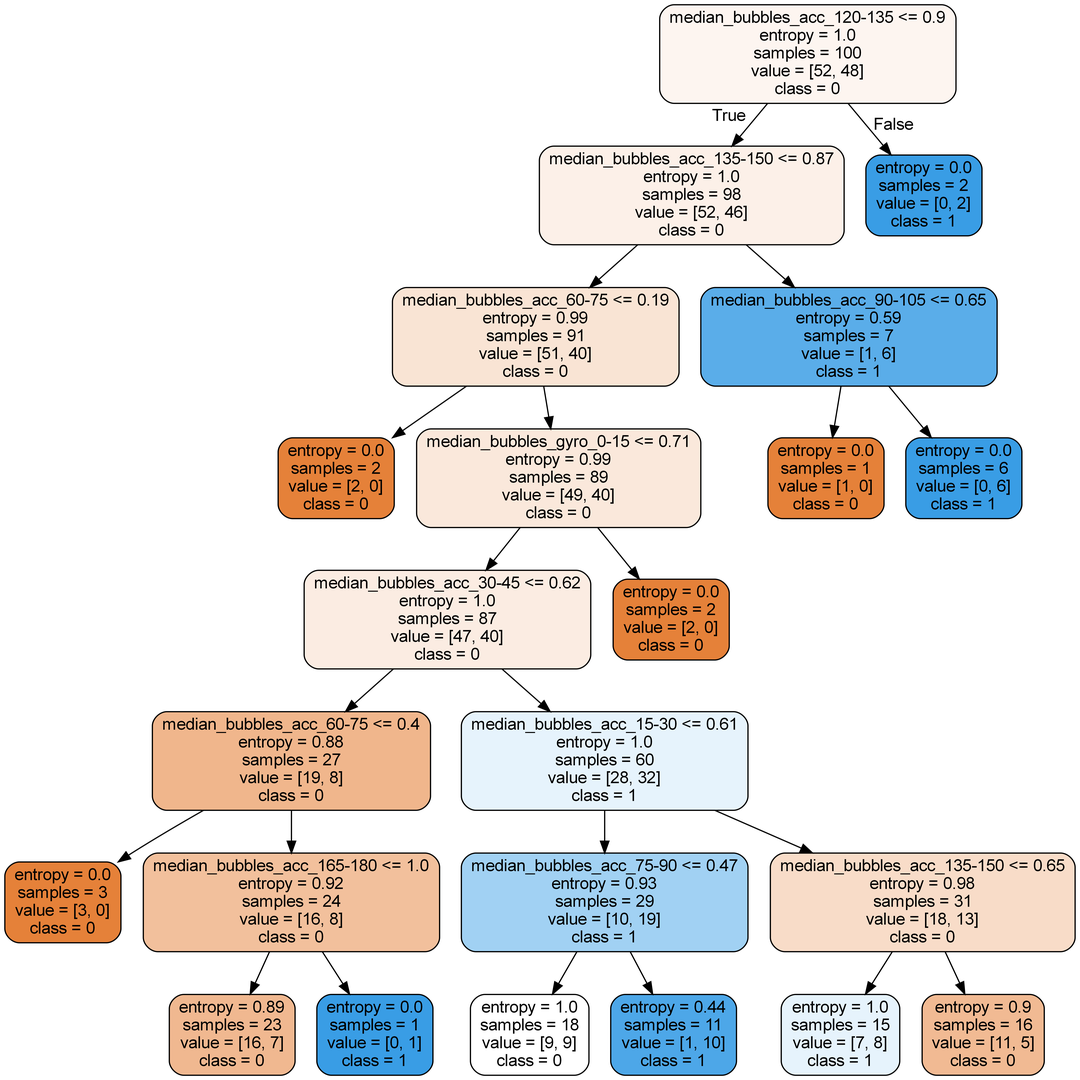 median_bubbles_acc_120-135 <= 0.9
entropy = 1.0
samples = 100
value = [52, 48]
class = 0
True
False
median_bubbles_acc_135-150 <= 0.87
entropy = 1.0
samples = 98
value = [52, 46]
class = 0
entropy = 0.0
samples = 2
value = [0, 2]
class = 1
median_bubbles_acc_60-75 <= 0.19
entropy = 0.99
samples = 91
value = [51, 40]
class = 0
median_bubbles_acc_90-105 <= 0.65
entropy = 0.59
samples = 7
value = [1, 6]
class = 1
entropy = 0.0
samples = 2
value = [2, 0]
class = 0
median_bubbles_gyro_0-15 <= 0.71
entropy = 0.99
samples = 89
value = [49, 40]
class = 0
entropy = 0.0
samples = 1
value = [1, 0]
class = 0
entropy = 0.0
samples = 6
value = [0, 6]
class = 1
median_bubbles_acc_30-45 <= 0.62
entropy = 1.0
samples = 87
value = [47, 40]
class = 0
entropy = 0.0
samples = 2
value = [2, 0]
class = 0
median_bubbles_acc_60-75 <= 0.4
entropy = 0.88
samples = 27
value = [19, 8]
class = 0
median_bubbles_acc_15-30 <= 0.61
entropy = 1.0
samples = 60
value = [28, 32]
class = 1
entropy = 0.0
samples = 3
value = [3, 0]
class = 0
median_bubbles_acc_165-180 <= 1.0
entropy = 0.92
samples = 24
value = [16, 8]
class = 0
median_bubbles_acc_75-90 <= 0.47
entropy = 0.93
samples = 29
value = [10, 19]
class = 1
median_bubbles_acc_135-150 <= 0.65
entropy = 0.98
samples = 31
value = [18, 13]
class = 0
entropy = 0.89
samples = 23
value = [16, 7]
class = 0
entropy = 0.0
samples = 1
value = [0, 1]
class = 1
entropy = 1.0
samples = 18
value = [9, 9]
class = 0
entropy = 0.44
samples = 11
value = [1, 10]
class = 1
entropy = 1.0
samples = 15
value = [7, 8]
class = 1
entropy = 0.9
samples = 16
value = [11, 5]
class = 0